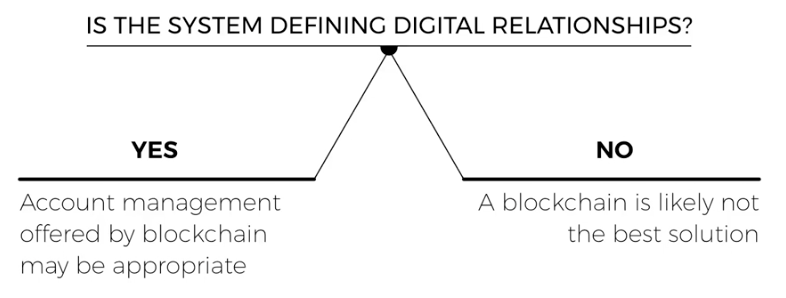 IS THE SYSTEM DEFINING DIGITAL RELATIONSHIPS?
YES
Account management
offered by blockchain
may be appropriate
NO
A blockchain is likely not
the best solution